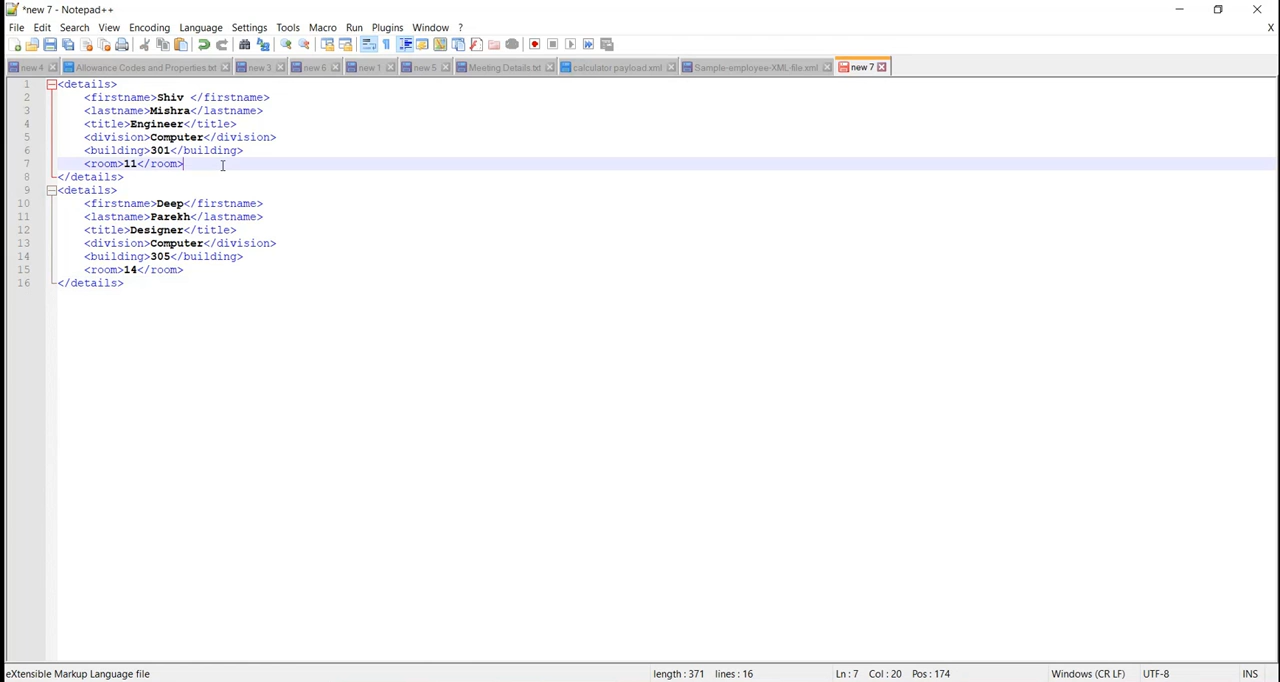 *new 7 - Notepad++
File Edit Search View Encoding Language Settings Tools Macro Run Plugins Window ? X
new 4 Allowance Codes and Properties.txt new 3 new 6 new 1 new 5 Meeting Details.txt calculator payload.xml Sample-employee-XML-file.xml new 7
1 <details>
2 <firstname>Shiv </firstname>
3 <lastname>Mishra</lastname>
4 <title>Engineer</title>
5 <division>Computer</division>
6 <building>301</building>
7 <room>11</room>
8 </details>
9 <details>
10 <firstname>Deep</firstname>
11 <lastname>Parekh</lastname>
12 <title>Designer</title>
13 <division>Computer</division>
14 <building>305</building>
15 <room>14</room>
16 </details>
eXtensible Markup Language file length : 371 lines : 16 Ln : 7 Col : 20 Pos : 174 Windows (CR LF) UTF-8 INS